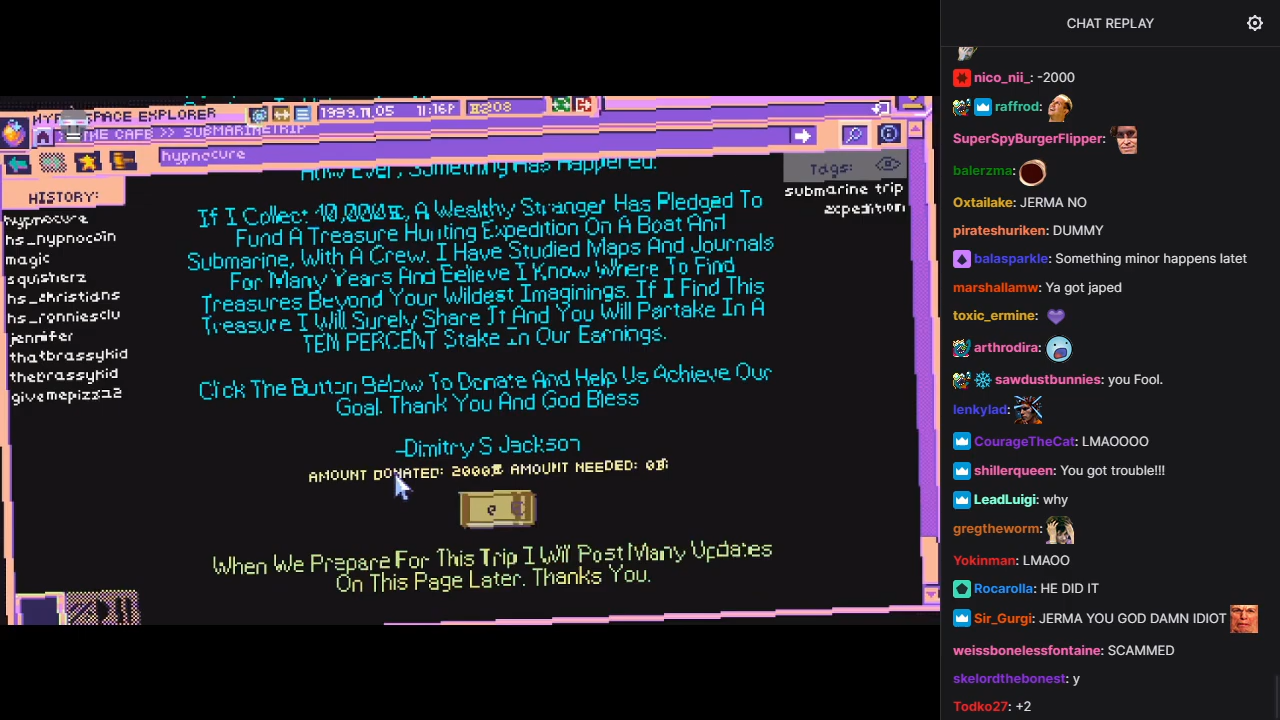 CHAT REPLAY
SPACE EXPLORER
1999.11.05 11:16P
208
CAFE >> SUBMARINETRIP
hypnocure
HISTORY:
hypnocure
hs_hypnocoin
magic
squisherz
hs_christians
jennifer
thatbrassykid
thebrassykid
givemepizza
Tags:
submarine trip
expedition
Ever, Something Has Happened.
If I Collect 10,000, A Wealthy Stranger Has Pledged To
Fund A Treasure Hunting Expedition On A Boat And
Submarine, With A Crew. I Have Studied Maps And Journals
For Many Years And Believe I Know Where To Find
Treasures Beyond Your Wildest Imaginings. If I Find This
Treasure I Will Surely Share It And You Will Partake In A
TEN PERCENT Stake In Our Earnings.
Click The Button Below To Donate And Help Us Achieve Our
Goal. Thank You And God Bless
-Dimitry S Jackson
AMOUNT DONATED: AMOUNT NEEDED:
When We Prepare For This Trip I Will Post Many Updates
On This Page Later. Thanks You.
nico_nii_: -2000
raffrod:
SuperSpyBurgerFlipper:
balerzma:
Oxtailake: JERMA NO
pirateshuriken: DUMMY
balasparkle: Something minor happens latet
marshallamw: Ya got japed
toxic_ermine:
arthrodira:
sawdustbunnies: you Fool.
lenkylad:
CourageTheCat: LMAOOOO
shillerqueen: You got trouble!!!
LeadLuigi: why
gregtheworm:
Yokinman: LMAOO
Rocarolla: HE DID IT
Sir_Gurgi: JERMA YOU GOD DAMN IDIOT
weissbonelessfontaine: SCAMMED
skelordthebonest: y
Todko27: +2